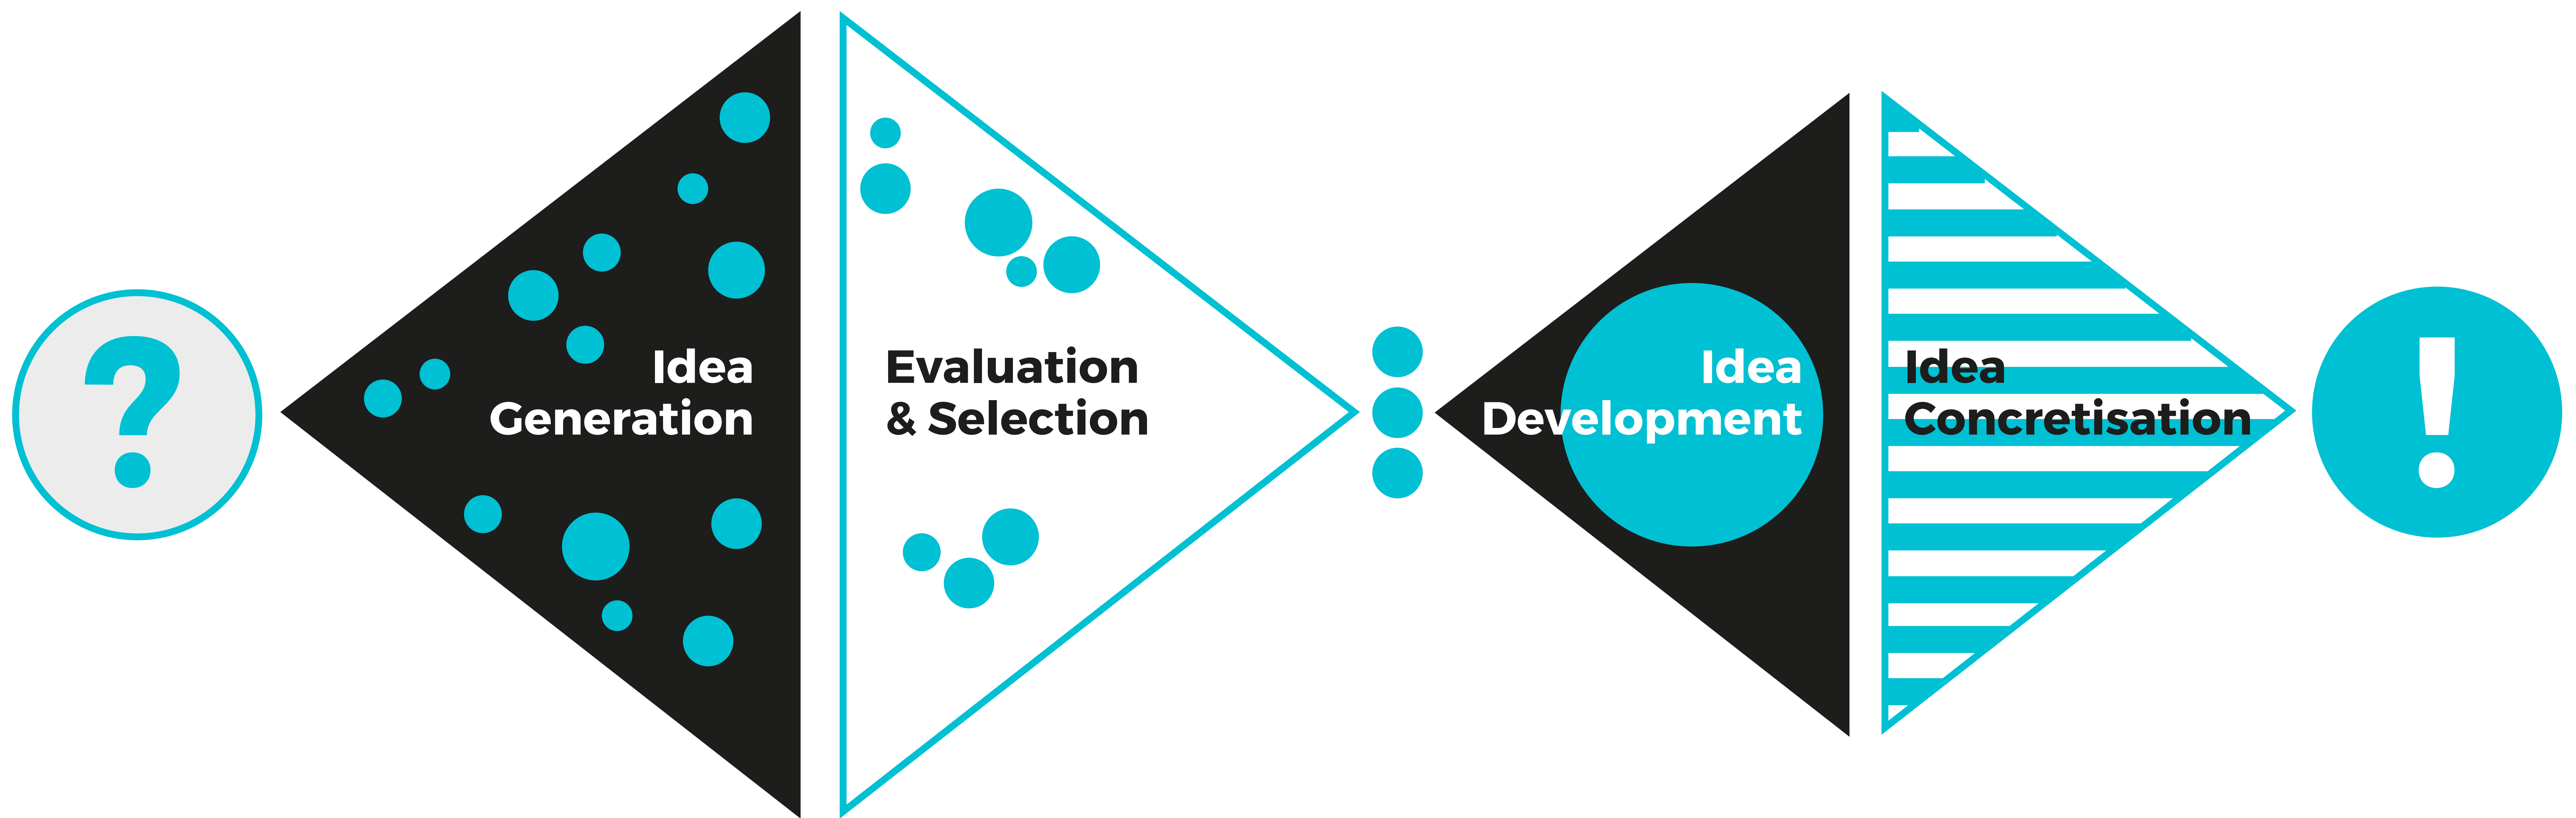 ?
Idea
Generation
Evaluation
& Selection
Idea
Development
Idea
Concretisation
!